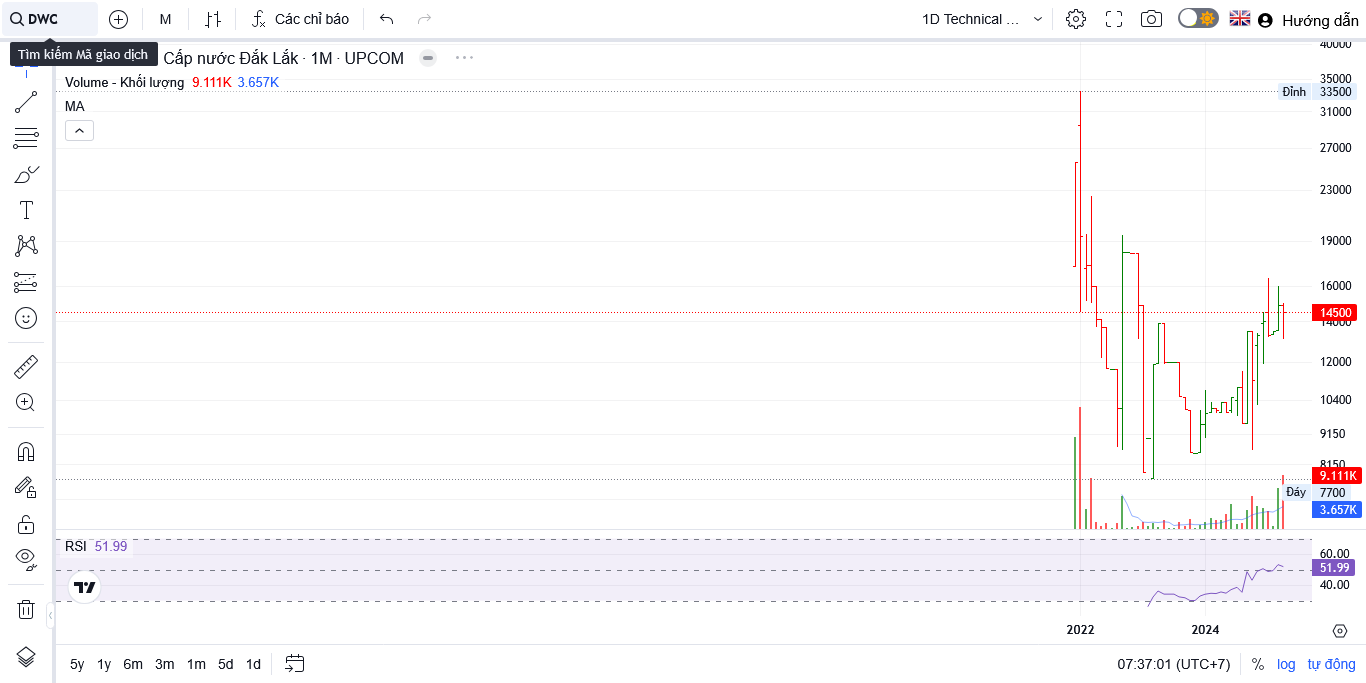 DWC
M
Các chỉ báo
1D Technical ...
Hướng dẫn
Tìm kiếm Mã giao dịch
Cấp nước Đắk Lắk · 1M · UPCOM
Volume - Khối lượng 9.111K 3.657K
MA
40000
35000
Đỉnh 33500
31000
27000
23000
19000
16000
14500
14000
12000
10400
9150
8150
9.111K
Đáy 7700
3.657K
RSI 51.99
60.00
51.99
40.00
2022 2024
5y 1y 6m 3m 1m 5d 1d
07:37:01 (UTC+7) % log tự động